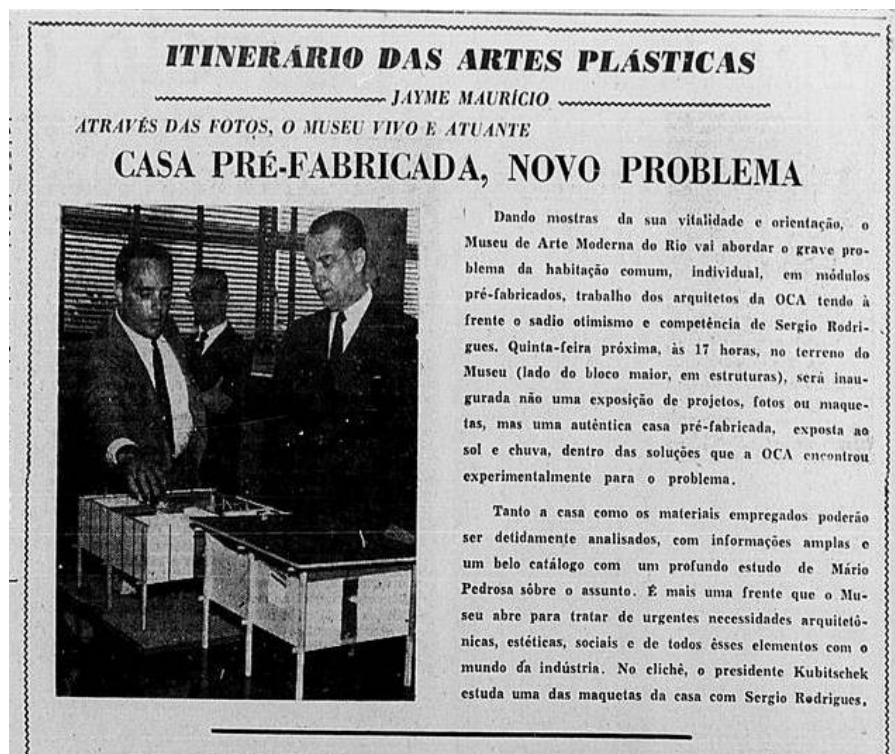 ITINERÁRIO DAS ARTES PLÁSTICAS
JAYME MAURÍCIO
ATRAVÉS DAS FOTOS, O MUSEU VIVO E ATUANTE
CASA PRÉ-FABRICADA, NOVO PROBLEMA
Dando mostras da sua vitalidade e orientação, o
Museu de Arte Moderna do Rio vai abordar o grave pro-
blema da habitação comum, individual, em módulos
pré-fabricados, trabalho dos arquitetos da OCA tendo à
frente o sadio otimismo e competência de Sergio Rodri-
gues. Quinta-feira próxima, às 17 horas, no terreno do
Museu (lado do bloco maior, em estruturas), será inau-
gurada não uma exposição de projetos, fotos ou maque-
tas, mas uma autêntica casa pré-fabricada, exposta ao
sol e chuva, dentro das soluções que a OCA encontrou
experimentalmente para o problema.
Tanto a casa como os materiais empregados poderão
ser detidamente analisados, com informações amplas e
um belo catálogo com um profundo estudo de Mário
Pedrosa sôbre o assunto. É mais uma frente que o Mu-
seu abre para tratar de urgentes necessidades arquitetô-
nicas, estéticas, sociais e de todos êsses elementos com o
mundo da indústria. No clichê, o presidente Kubitschek
estuda uma das maquetas da casa com Sergio Rodrigues.